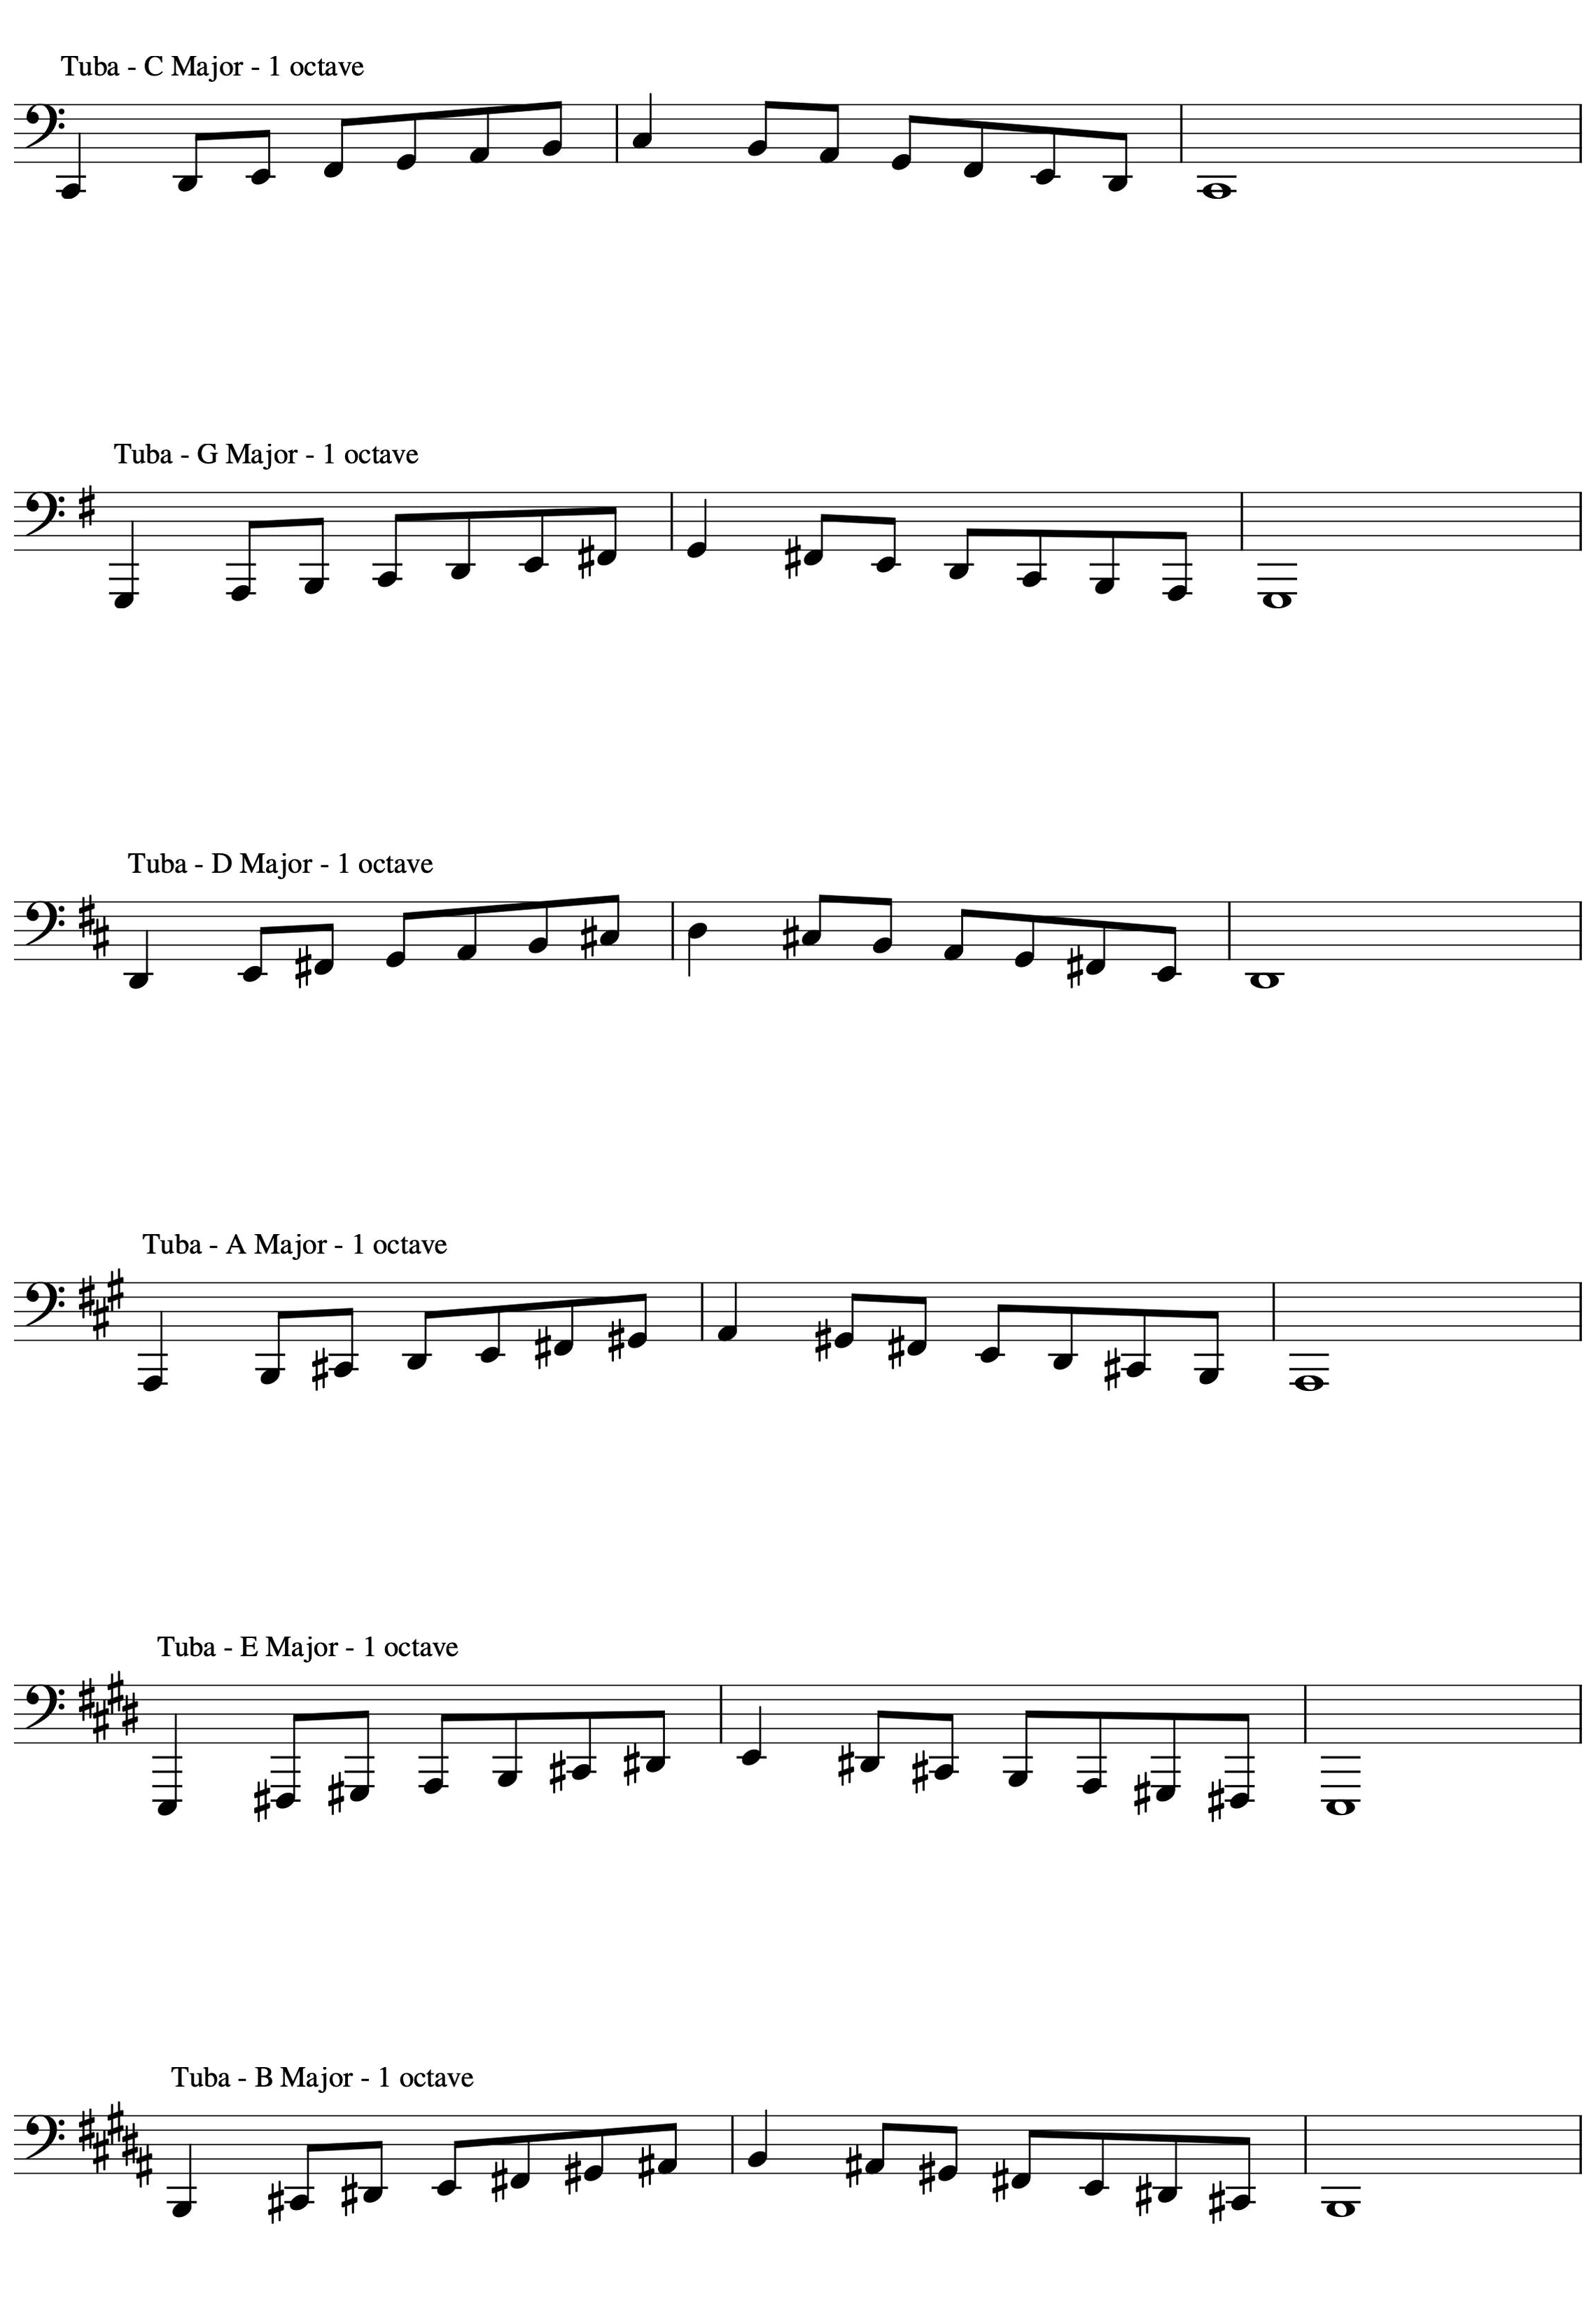 Tuba - C Major - 1 octave
Tuba - G Major - 1 octave
Tuba - D Major - 1 octave
Tuba - A Major - 1 octave
Tuba - E Major - 1 octave
Tuba - B Major - 1 octave